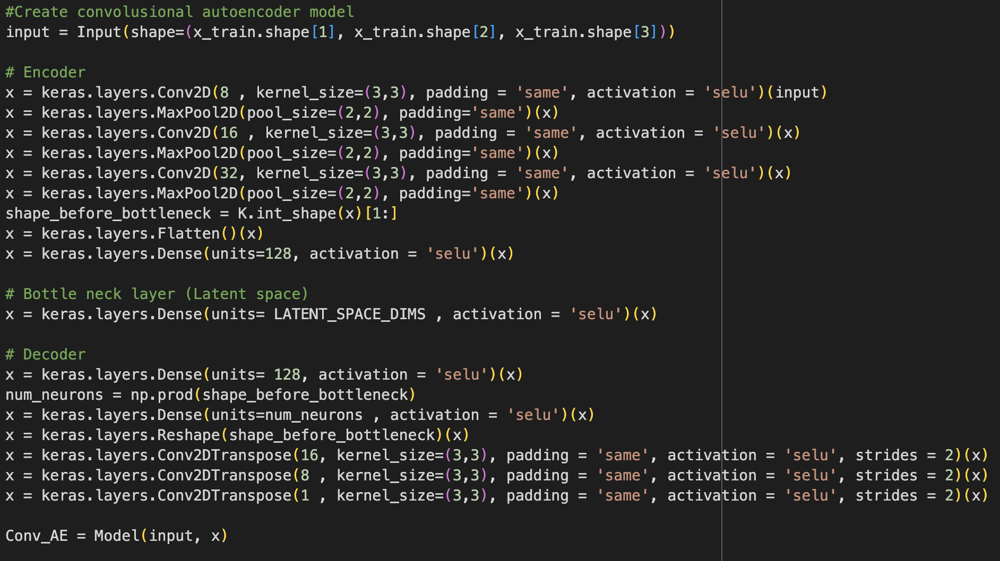 #Create convolusional autoencoder model
input = Input(shape=(x_train.shape[1], x_train.shape[2], x_train.shape[3]))
# Encoder
x = keras.layers.Conv2D(8 , kernel_size=(3,3), padding = 'same', activation = 'selu')(input)
x = keras.layers.MaxPool2D(pool_size=(2,2), padding='same')(x)
x = keras.layers.Conv2D(16 , kernel_size=(3,3), padding = 'same', activation = 'selu')(x)
x = keras.layers.MaxPool2D(pool_size=(2,2), padding='same')(x)
x = keras.layers.Conv2D(32, kernel_size=(3,3), padding = 'same', activation = 'selu')(x)
x = keras.layers.MaxPool2D(pool_size=(2,2), padding='same')(x)
shape_before_bottleneck = K.int_shape(x)[1:]
x = keras.layers.Flatten()(x)
x = keras.layers.Dense(units=128, activation = 'selu')(x)
# Bottle neck layer (Latent space)
x = keras.layers.Dense(units= LATENT_SPACE_DIMS , activation = 'selu')(x)
# Decoder
x = keras.layers.Dense(units= 128, activation = 'selu')(x)
num_neurons = np.prod(shape_before_bottleneck)
x = keras.layers.Dense(units=num_neurons , activation = 'selu')(x)
x = keras.layers.Reshape(shape_before_bottleneck)(x)
x = keras.layers.Conv2DTranspose(16, kernel_size=(3,3), padding = 'same', activation = 'selu', strides = 2)(x)
x = keras.layers.Conv2DTranspose(8 , kernel_size=(3,3), padding = 'same', activation = 'selu', strides = 2)(x)
x = keras.layers.Conv2DTranspose(1 , kernel_size=(3,3), padding = 'same', activation = 'selu', strides = 2)(x)
Conv_AE = Model(input, x)